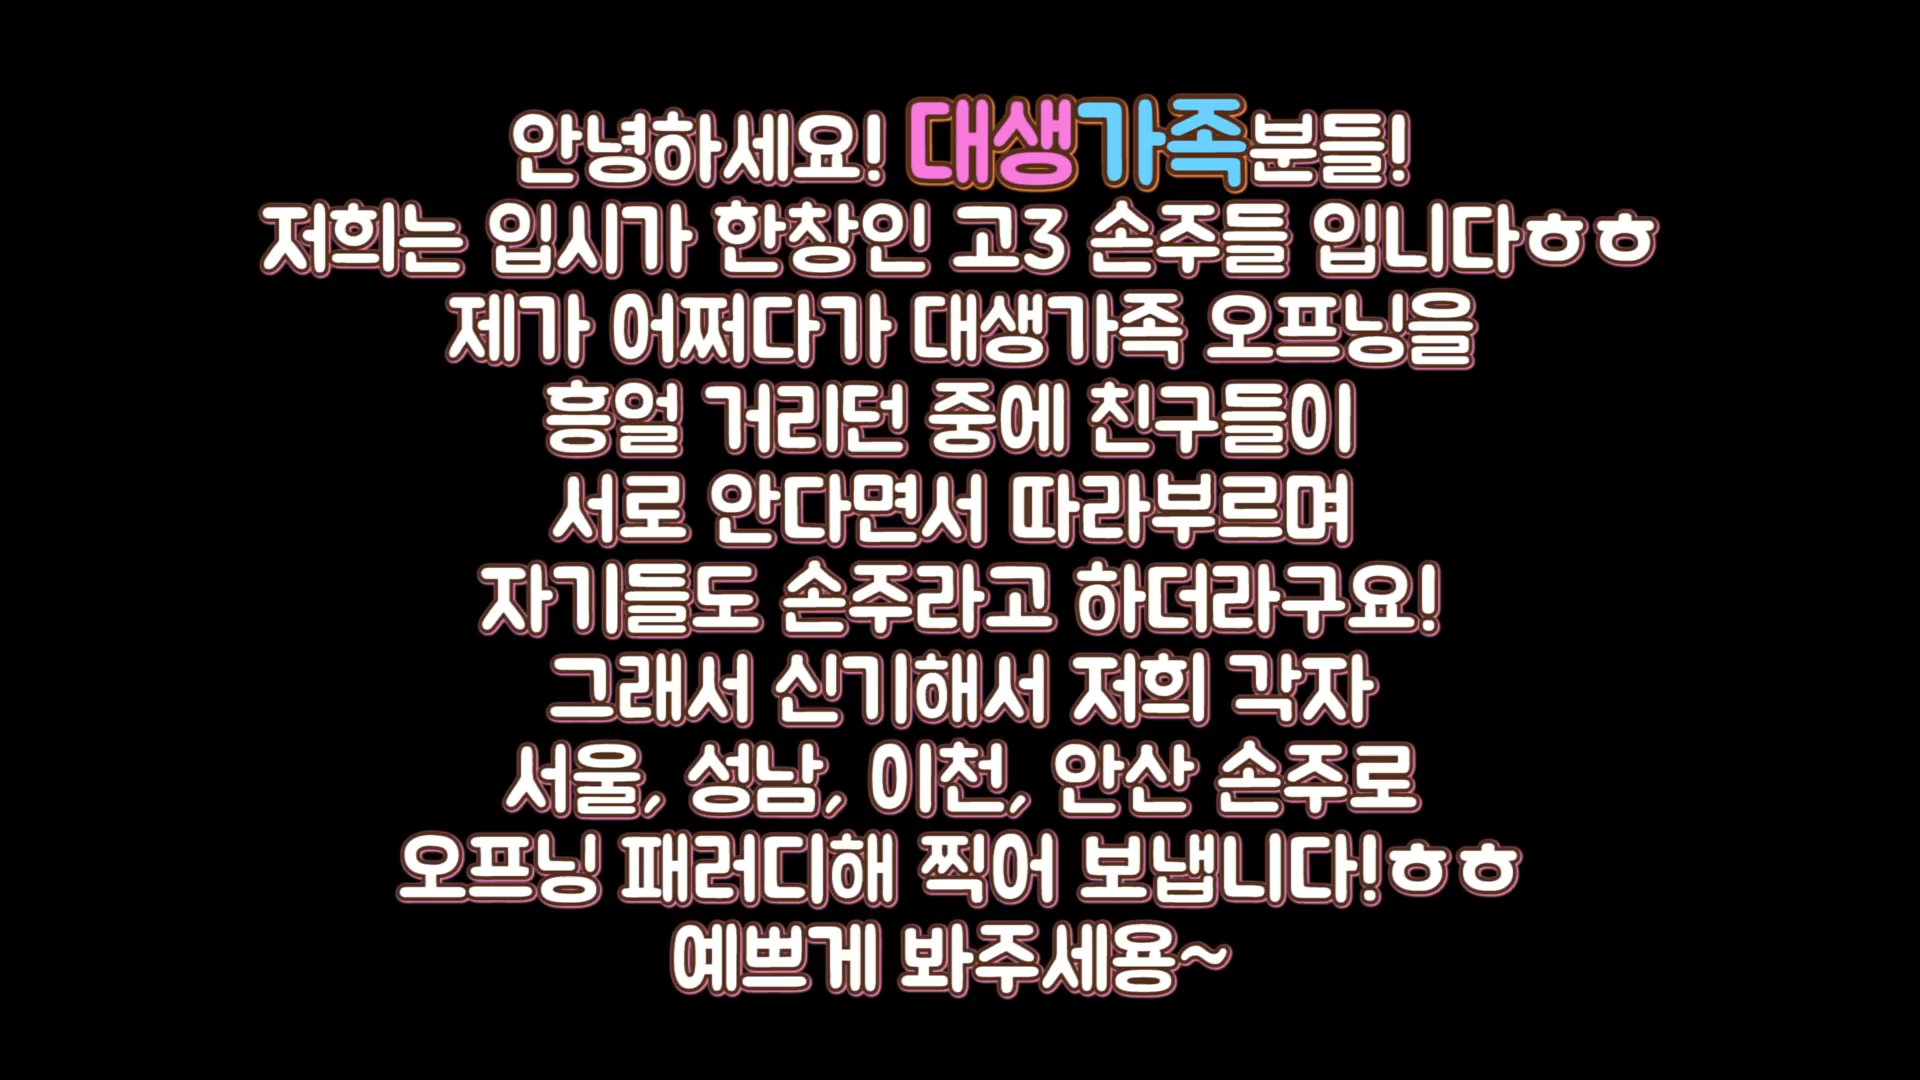 안녕하세요! 대생가족분들!
저희는 입시가 한창인 고3 손주들 입니다ㅎㅎ
제가 어쩌다가 대생가족 오프닝을
흥얼 거리던 중에 친구들이
서로 안다면서 따라부르며
자기들도 손주라고 하더라구요!
그래서 신기해서 저희 각자
서울, 성남, 이천, 안산 손주로
오프닝 패러디해 찍어 보냅니다!ㅎㅎ
예쁘게 봐주세용~